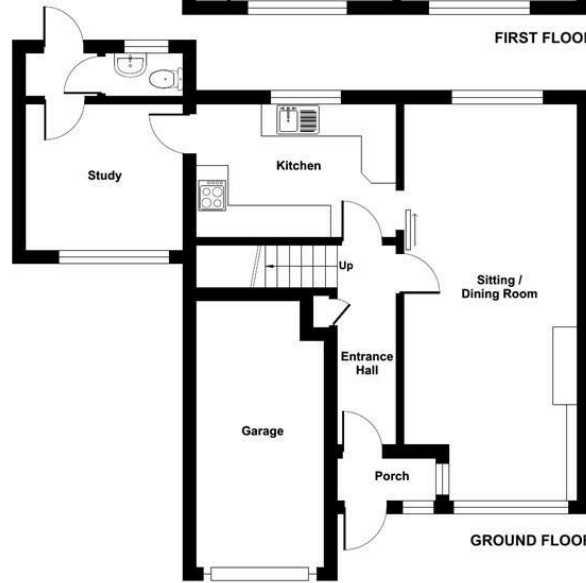 FIRST FLOO
Study
Kitchen
Up
Sitting /
Dining Room
Entrance
Hall
Garage
Porch
GROUND FLOO